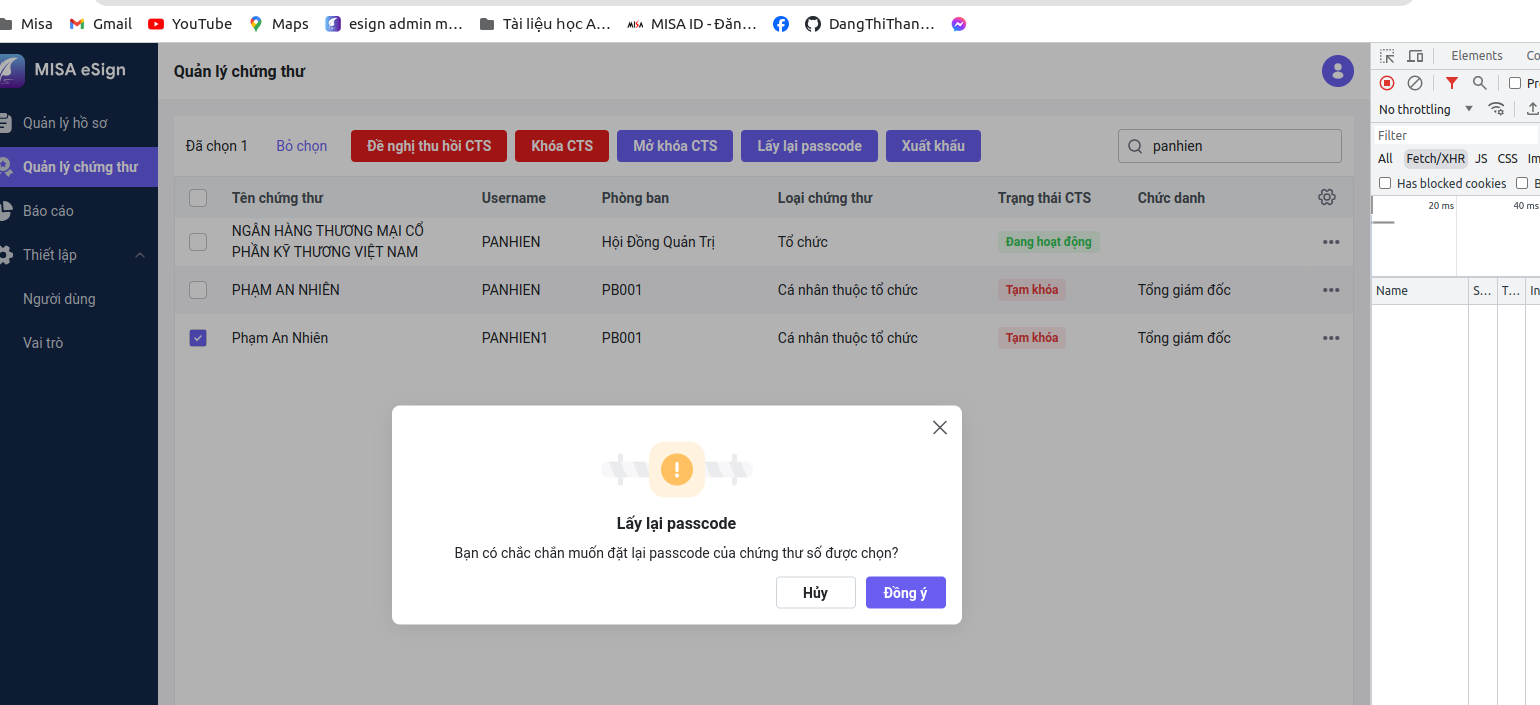 Misa Gmail YouTube Maps esign admin m... Tài liệu học A... MISA MISA ID - Đăn... DangThiThan...
MISA eSign
Quản lý chứng thư
Elements Co
Quản lý hồ sơ
Quản lý chứng thư
Báo cáo
Thiết lập
Người dùng
Vai trò
Đã chọn 1 Bỏ chọn Đề nghị thu hồi CTS Khóa CTS Mở khóa CTS Lấy lại passcode Xuất khẩu panhien
Tên chứng thư Username Phòng ban Loại chứng thư Trạng thái CTS Chức danh
NGÂN HÀNG THƯƠNG MẠI CỔ
PHẦN KỸ THƯƠNG VIỆT NAM PANHIEN Hội Đồng Quản Trị Tổ chức Đang hoạt động
PHẠM AN NHIÊN PANHIEN PB001 Cá nhân thuộc tổ chức Tạm khóa Tổng giám đốc
Phạm An Nhiên PANHIEN1 PB001 Cá nhân thuộc tổ chức Tạm khóa Tổng giám đốc
Lấy lại passcode
Bạn có chắc chắn muốn đặt lại passcode của chứng thư số được chọn?
Hủy Đồng ý
Pr
No throttling
Filter
All Fetch/XHR JS CSS Im
Has blocked cookies B
20 ms 40 ms
Name S... T... In